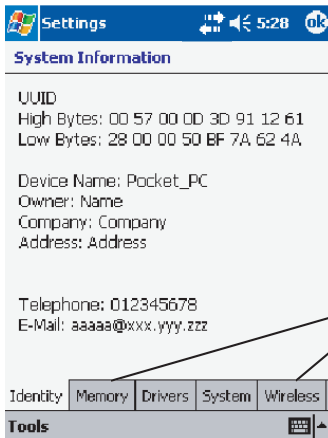 Settings 5:28 ok
System Information
UUID
High Bytes: 00 57 00 0D 3D 91 12 61
Low Bytes: 28 00 00 50 BF 7A 62 4A
Device Name: Pocket_PC
Owner: Name
Company: Company
Address: Address
Telephone: 012345678
E-Mail: aaaaa@xxx.yyy.zzz
Identity Memory Drivers System Wireless
Tools